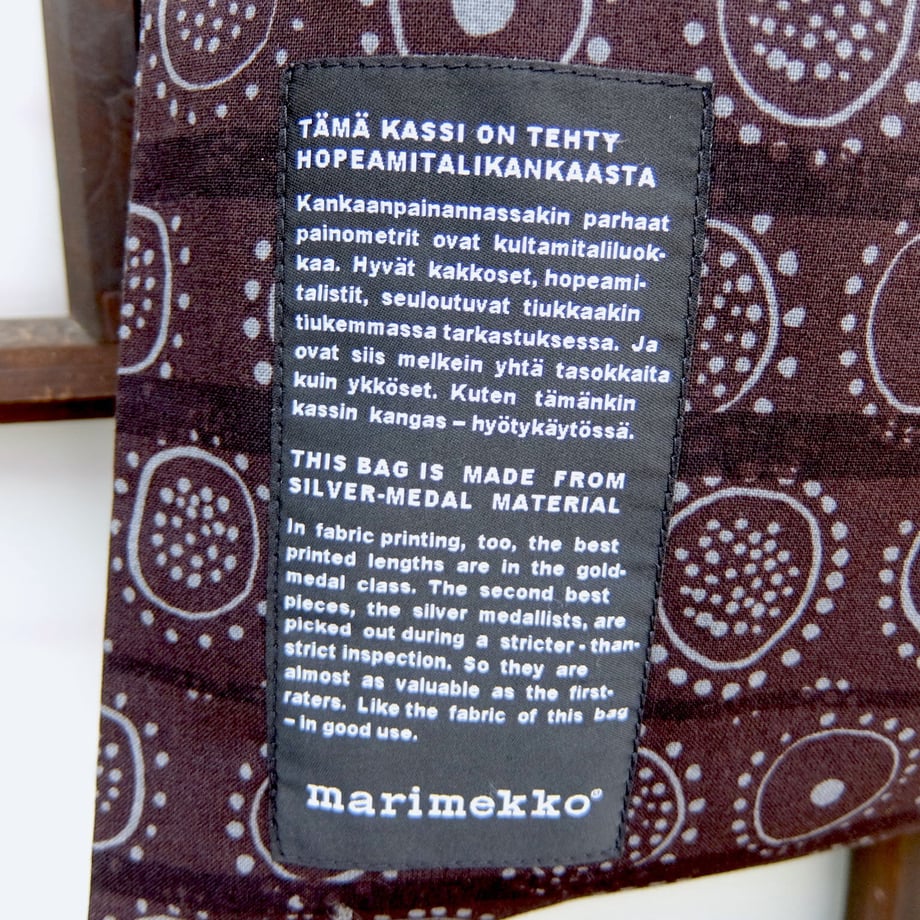 TÄMÄ KASSI ON TEHTY
HOPEAMITALIKANKAASTA
Kankaanpainannassakin parhaat
painometrit ovat kultamitaliluok-
kaa. Hyvät kakkoset, hopeami-
talistit, seuloutuvat tiukkaakin
tiukemmassa tarkastuksessa. Ja
ovat siis melkein yhtä tasokkaita
kuin ykköset. Kuten tämänkin
kassin kangas – hyötykäytössä.
THIS BAG IS MADE FROM
SILVER-MEDAL MATERIAL
In fabric printing, too, the best
printed lengths are in the gold-
medal class. The second best
pieces, the silver medallists, are
picked out during a stricter-than-
strict inspection. So they are
almost as valuable as the first-
raters. Like the fabric of this bag
– in good use.
marimekko®